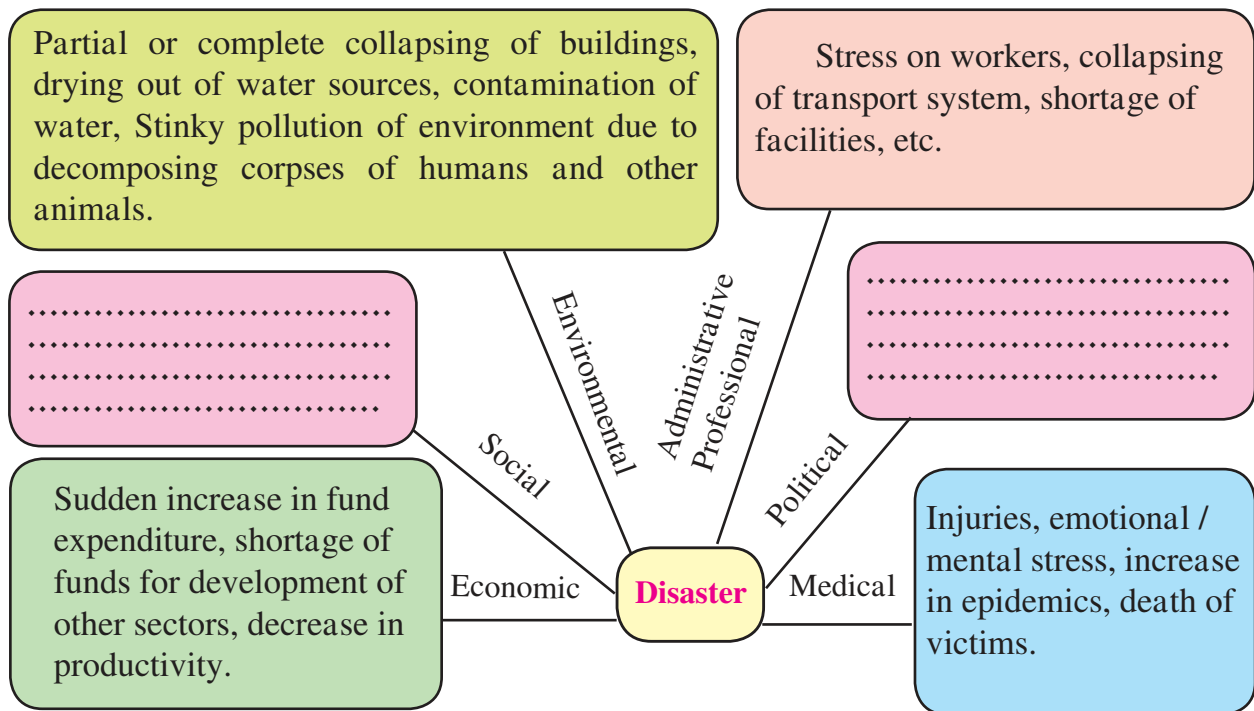 Partial or complete collapsing of buildings,
drying out of water sources, contamination of
water, Stinky pollution of environment due to
decomposing corpses of humans and other
animals.
Stress on workers, collapsing
of transport system, shortage of
facilities, etc.
Environmental
Administrative
Professional
Social
Political
Sudden increase in fund
expenditure, shortage of
funds for development of
other sectors, decrease in
productivity.
Economic
Disaster
Medical
Injuries, emotional /
mental stress, increase
in epidemics, death of
victims.